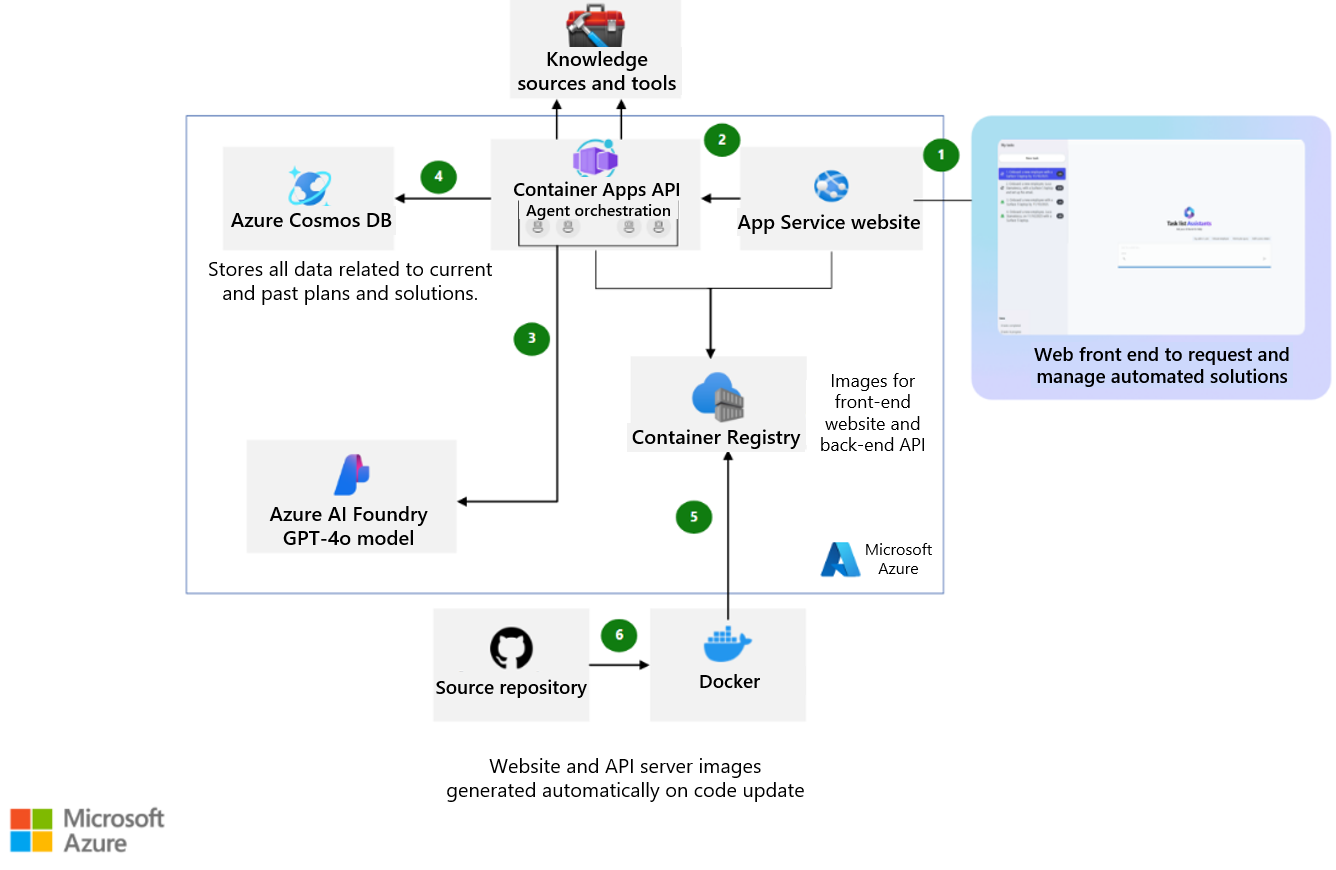 Knowledge
sources and tools
2
1
4
Container Apps API
Agent orchestration
Azure Cosmos DB
App Service website
Stores all data related to current
and past plans and solutions.
3
Task list Assistants
Web front end to request and
manage automated solutions
Images for
front-end
website and
back-end API
Container Registry
Azure AI Foundry
GPT-4o model
5
Microsoft
Azure
6
Source repository
Docker
Website and API server images
generated automatically on code update
Microsoft
Azure